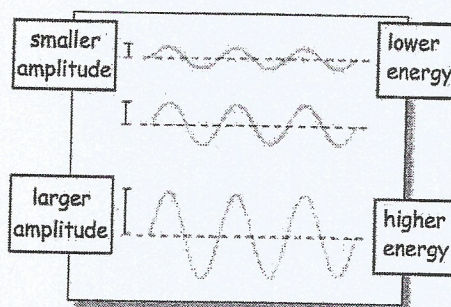 smaller
amplitude
lower
energy
larger
amplitude
higher
energy